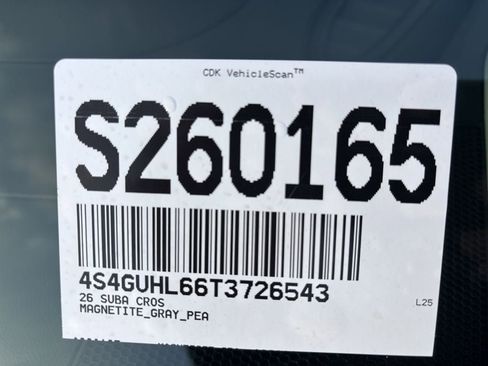 CDK VehicleScan™
S260165
4S4GUHL66T3726543
26 SUBA CROS
L25
MAGNETITE_GRAY_PEA